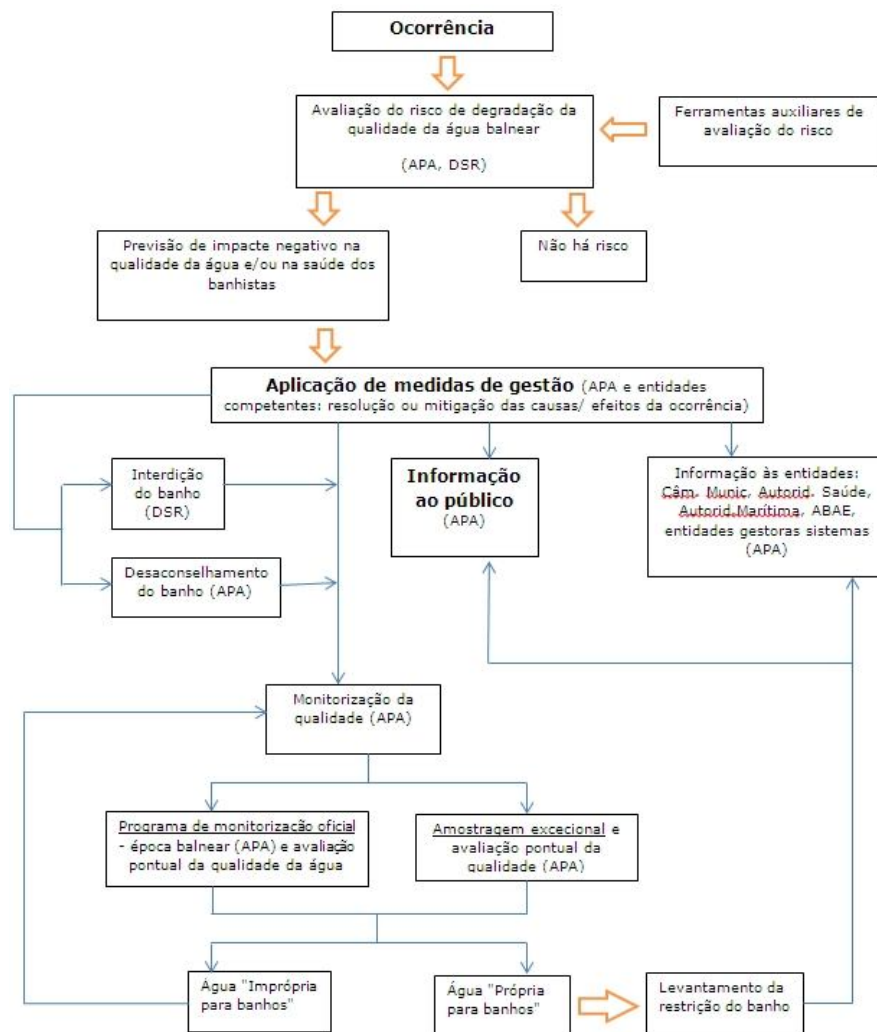 Ocorrência
Avaliação do risco de degradação da
qualidade da água balnear
(APA, DSR)
Ferramentas auxiliares de
avaliação do risco
Previsão de impacte negativo na
qualidade da água e/ou na saúde dos
banhistas
Não há risco
Aplicação de medidas de gestão (APA e entidades
competentes: resolução ou mitigação das causas/ efeitos da ocorrência)
Interdição
do banho
(DSR)
Informação
ao público
(APA)
Informação às entidades:
Câm. Munic, Autorid. Saúde,
Autorid.Marítima, ABAE,
entidades gestoras sistemas
(APA)
Desaconselhamento
do banho (APA)
Monitorização da
qualidade (APA)
Programa de monitorização oficial
- época balnear (APA) e avaliação
pontual da qualidade da água
Amostragem excecional e
avaliação pontual da
qualidade (APA)
Água "Imprópria
para banhos"
Água "Própria
para banhos"
Levantamento da
restrição do banho